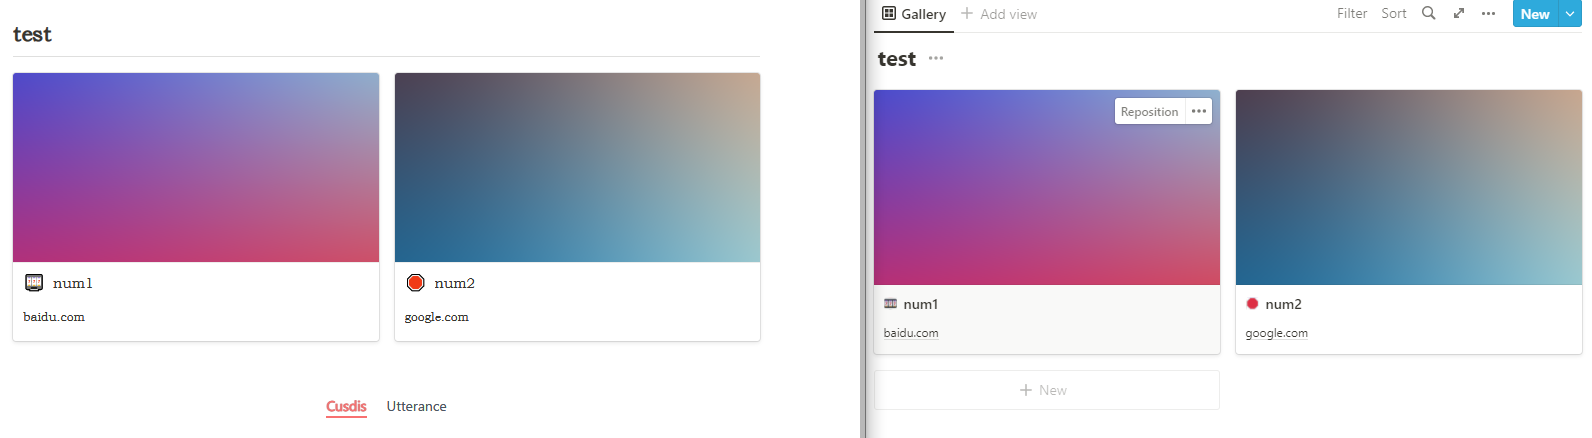 test
num1
baidu.com
num2
google.com
Cusdis Utterance
Gallery + Add view Filter Sort New
test
Reposition
num1
baidu.com
num2
google.com
+ New